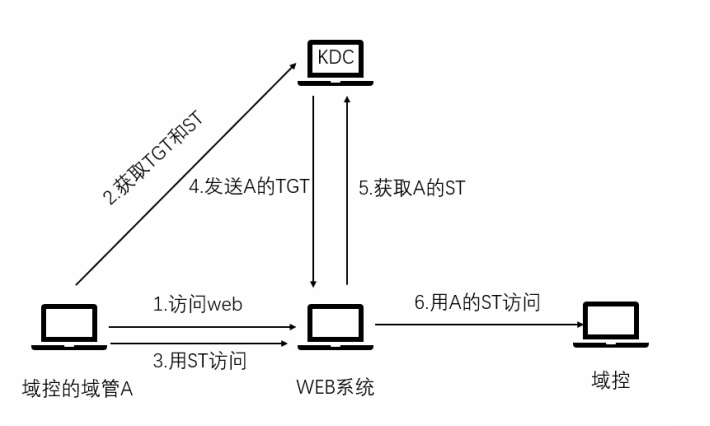 KDC
2.获取TGT和ST
4.发送A的TGT
5.获取A的ST
1.访问web
6.用A的ST访问
3.用ST访问
域控的域管A
WEB系统
域控